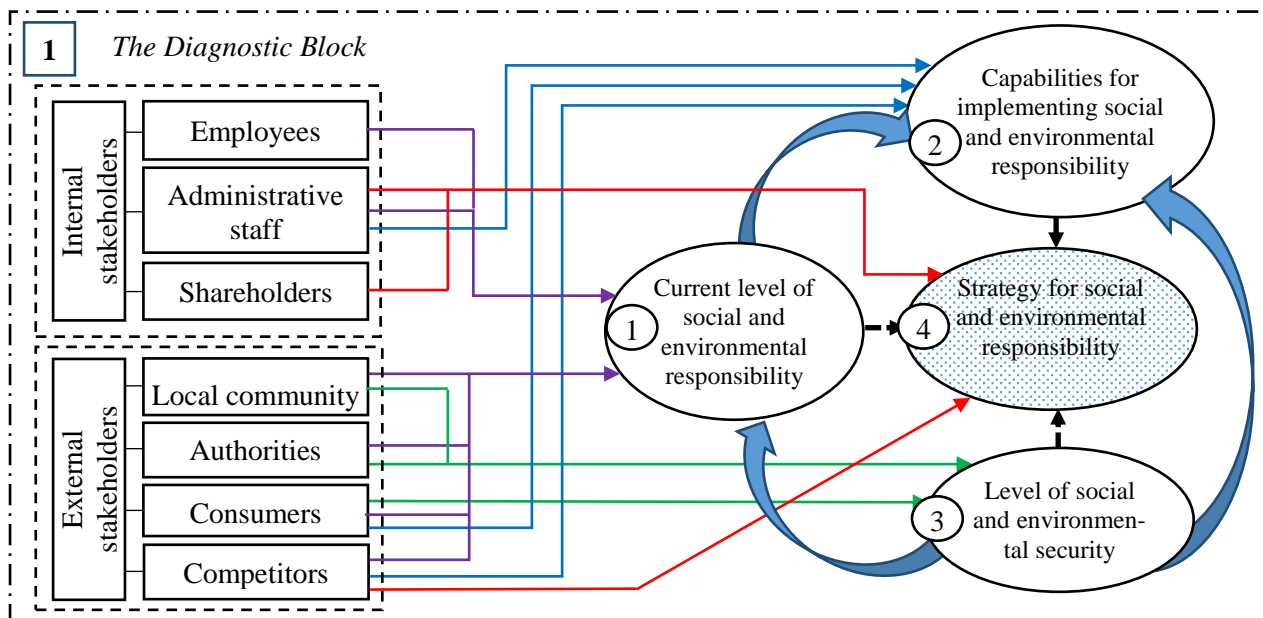 1
The Diagnostic Block
Internal
stakeholders
Employees
Administrative
staff
Shareholders
External
stakeholders
Local community
Authorities
Consumers
Competitors
1
Current level of
social and
environmental
responsibility
2
Capabilities for
implementing social
and environmental
responsibility
4
Strategy for social
and environmental
responsibility
3
Level of social
and environmen-
tal security